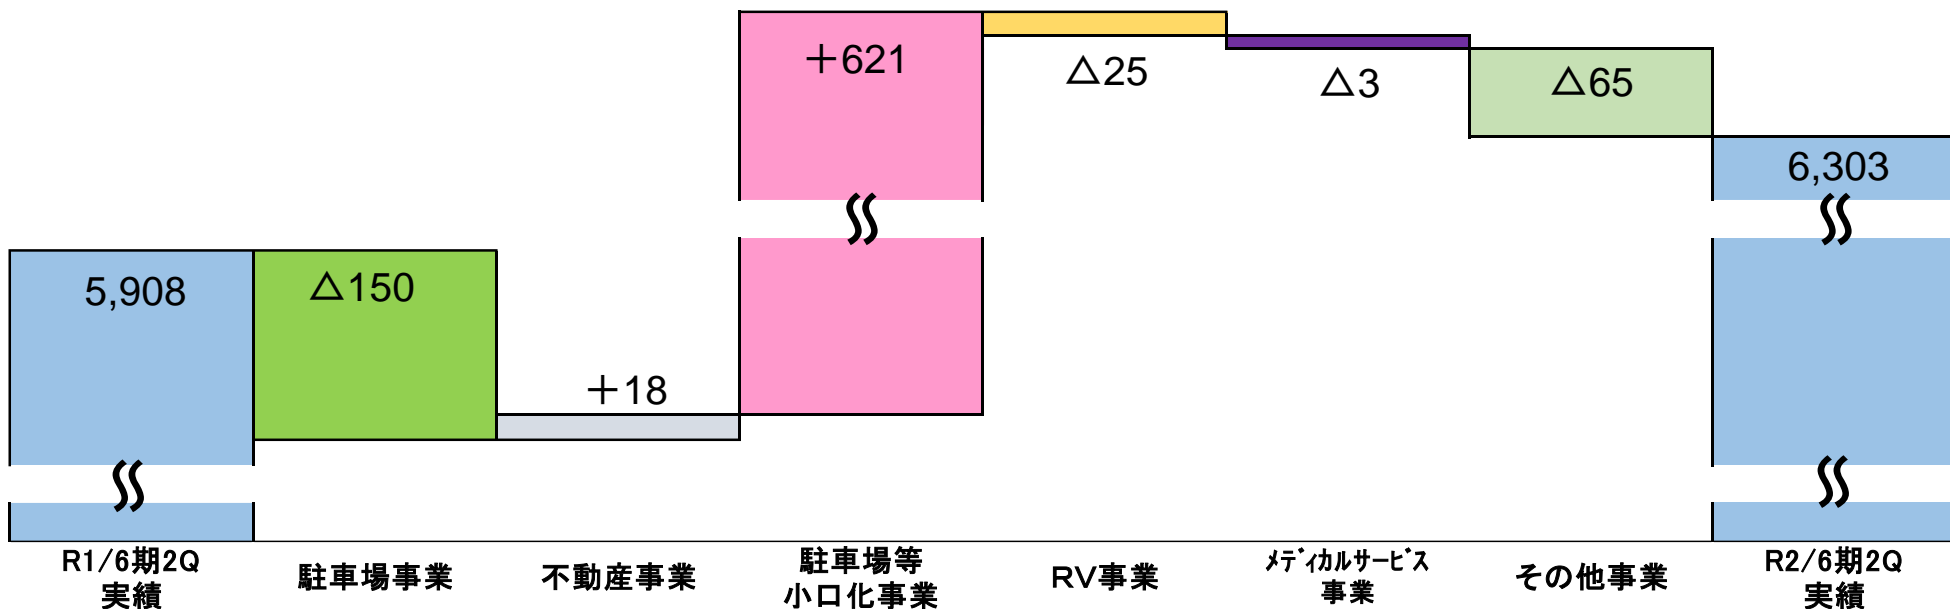 +621
△25
△3
△65
6,303
5,908
△150
+18
R1/6期2Q
実績
駐車場事業
不動産事業
駐車場等
小口化事業
RV事業
ﾒﾃﾞｨｶﾙｻｰﾋﾞｽ
事業
その他事業
R2/6期2Q
実績